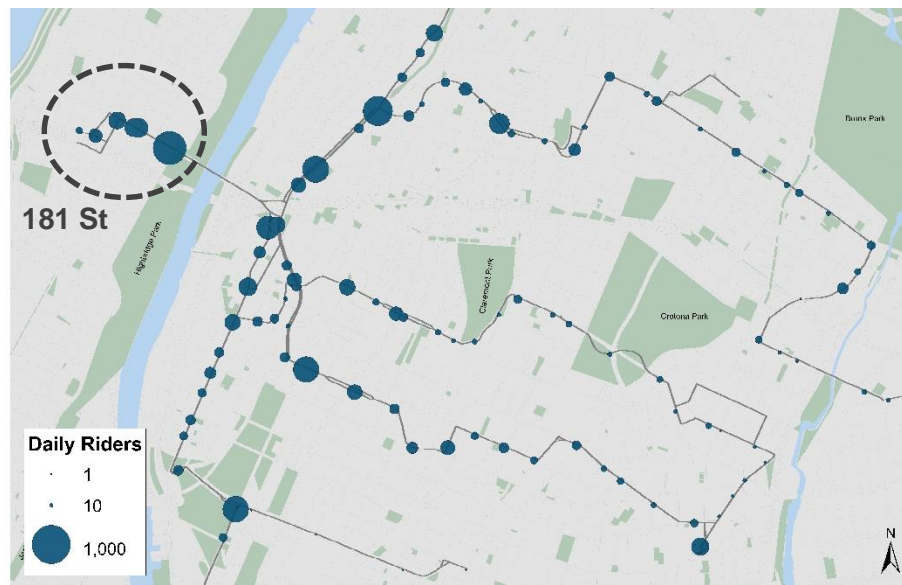 Bronx Park
181 St
Highbridge Park
Claremont Park
Crotona Park
Daily Riders
1
10
1,000
N